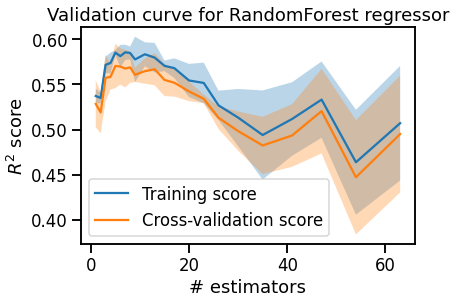 Validation curve for RandomForest regressor
0.60
0.55
0.50
0.45
0.40
R² score
Training score
Cross-validation score
0
20
40
60
# estimators